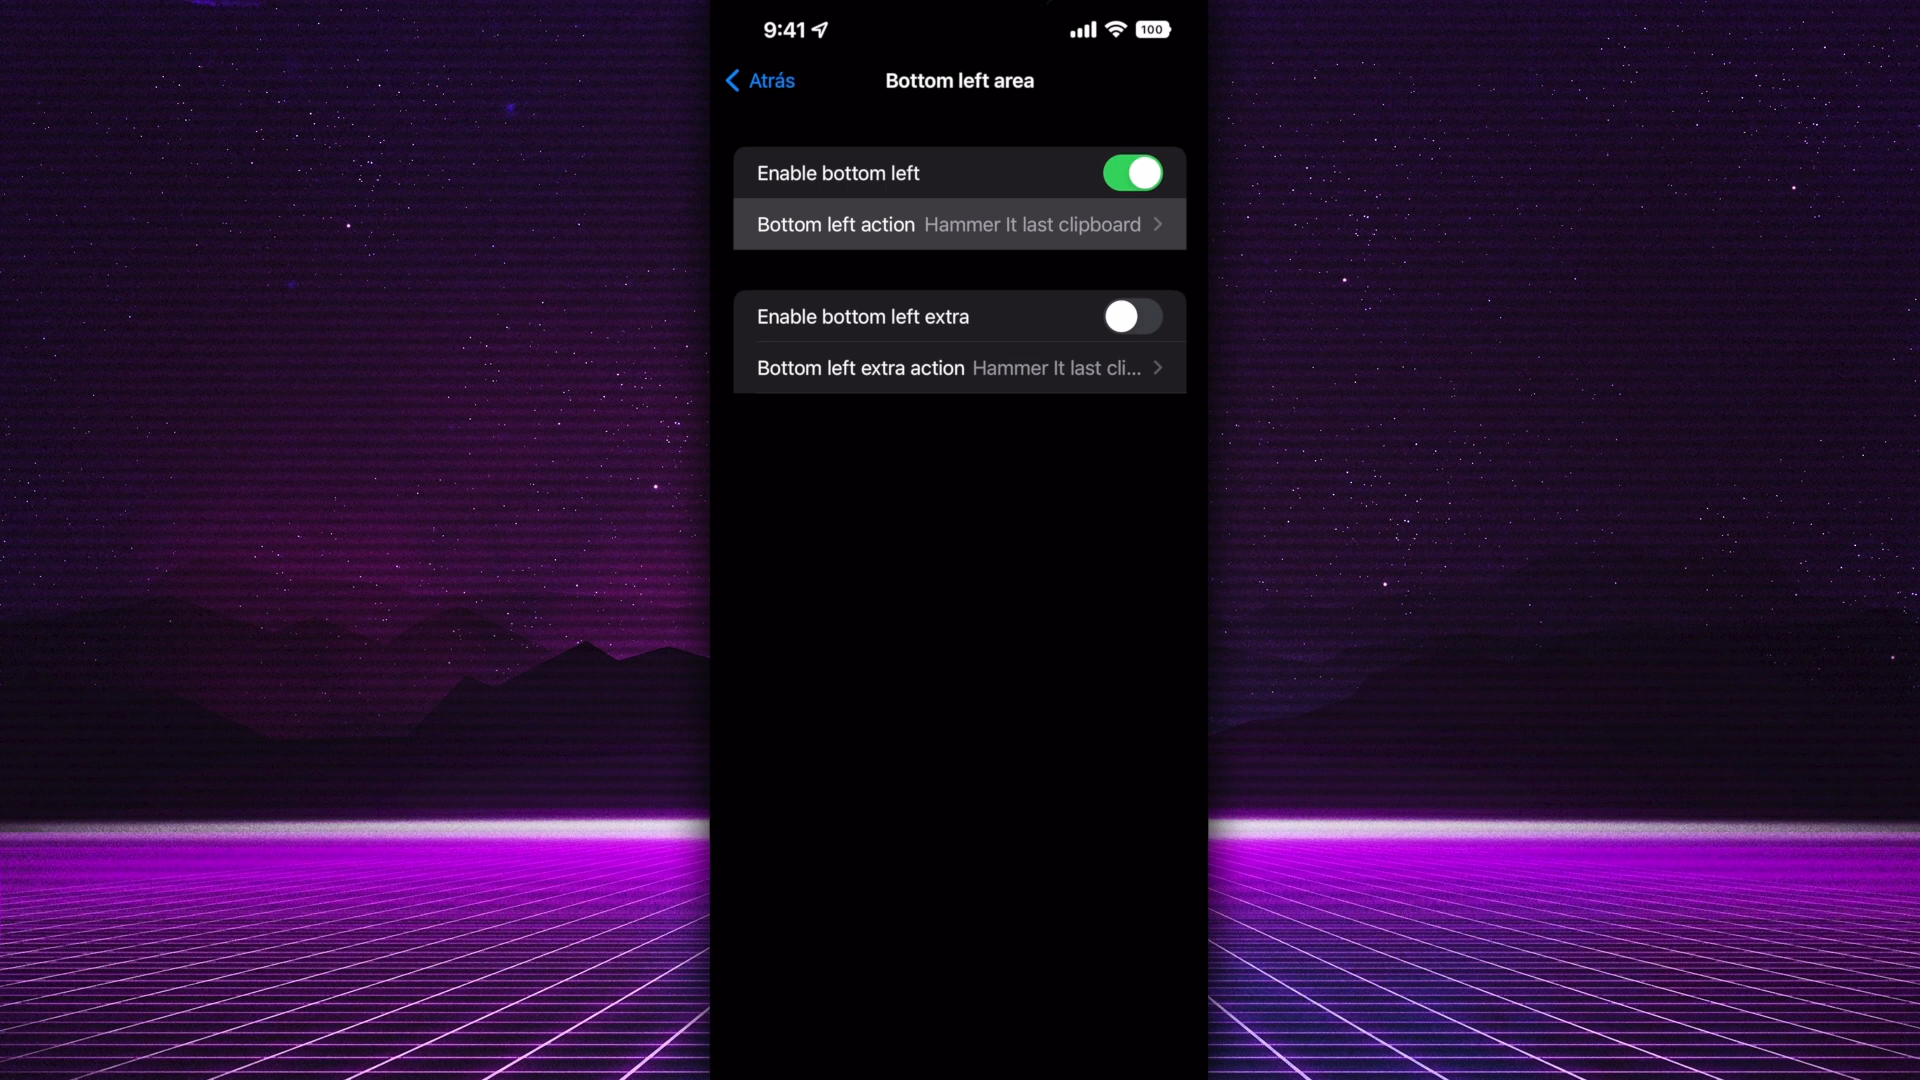 9:41
100
Atrás
Bottom left area
Enable bottom left
Bottom left action Hammer It last clipboard
Enable bottom left extra
Bottom left extra action Hammer It last cli...